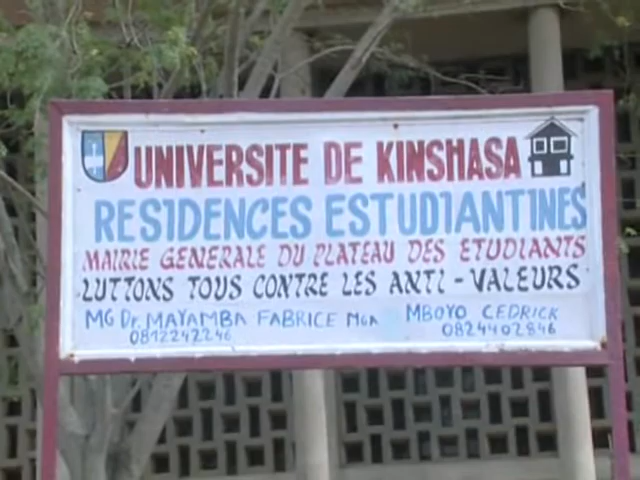 UNIVERSITE DE KINSHASA
RESIDENCES ESTUDIANTINES
MAIRIE GENERALE DU PLATEAU DES ETUDIANTS
LUTTONS TOUS CONTRE LES ANTI-VALEURS
MG Dr. MAYAMBA FABRICE MGA MBOYO CEDRICK
0812242246 0824402846